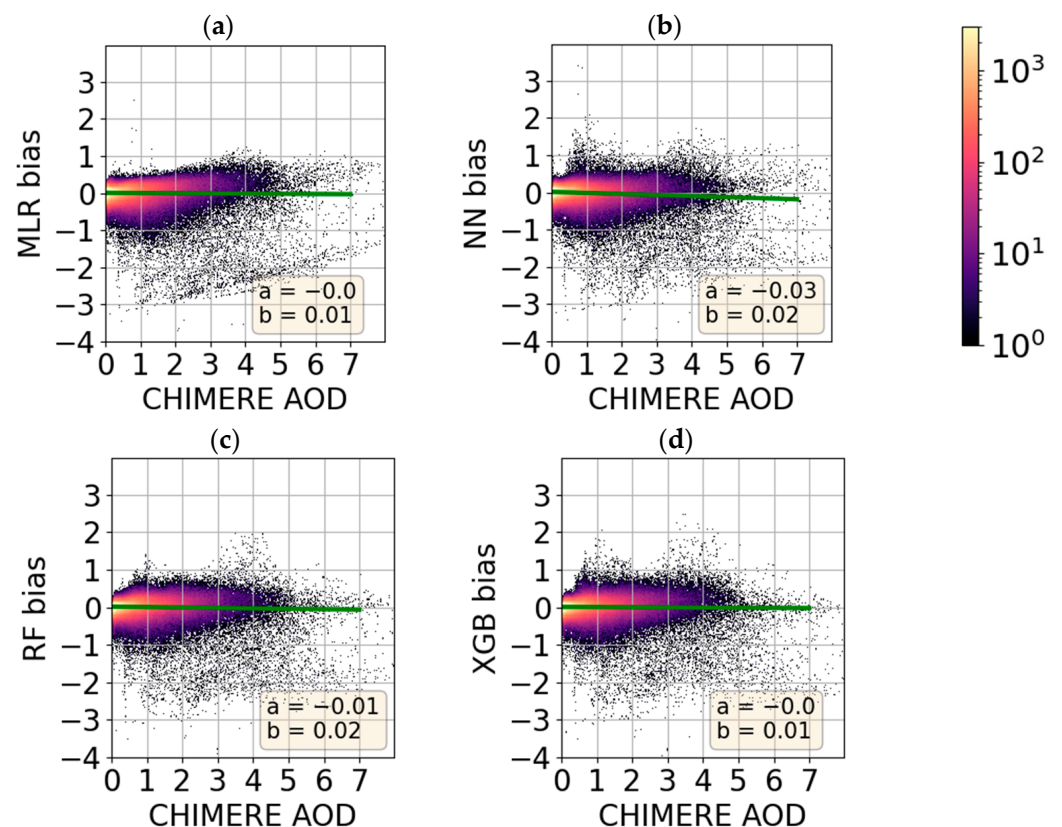 (a)
MLR bias
3
2
1
0
−1
−2
−3
−4
0 1 2 3 4 5 6 7
CHIMERE AOD
a = −0.0
b = 0.01
(b)
NN bias
3
2
1
0
−1
−2
−3
−4
0 1 2 3 4 5 6 7
CHIMERE AOD
a = −0.03
b = 0.02
10³
10²
10¹
10⁰
(c)
RF bias
3
2
1
0
−1
−2
−3
−4
0 1 2 3 4 5 6 7
CHIMERE AOD
a = −0.01
b = 0.02
(d)
XGB bias
3
2
1
0
−1
−2
−3
−4
0 1 2 3 4 5 6 7
CHIMERE AOD
a = −0.0
b = 0.01